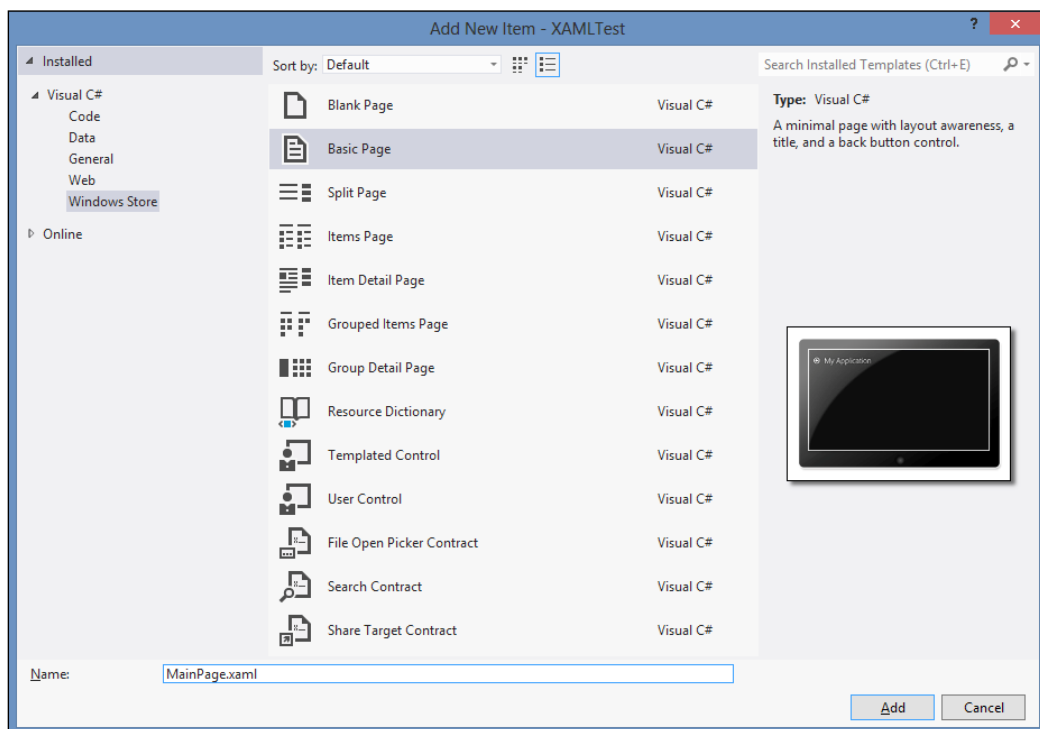 Add New Item - XAMLTest
?
Installed
Sort by: Default
Search Installed Templates (Ctrl+E)
Visual C#
Code
Data
General
Web
Windows Store
Online
Blank Page Visual C#
Basic Page Visual C#
Split Page Visual C#
Items Page Visual C#
Item Detail Page Visual C#
Grouped Items Page Visual C#
Group Detail Page Visual C#
Resource Dictionary Visual C#
Templated Control Visual C#
User Control Visual C#
File Open Picker Contract Visual C#
Search Contract Visual C#
Share Target Contract Visual C#
Type: Visual C#
A minimal page with layout awareness, a
title, and a back button control.
My Application
Name: MainPage.xaml
Add Cancel